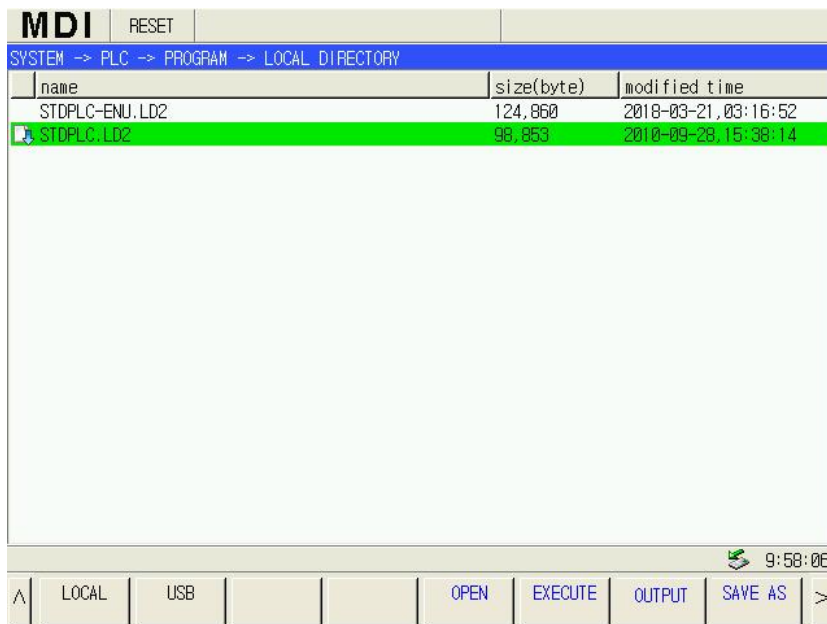 MDI RESET
SYSTEM -> PLC -> PROGRAM -> LOCAL DIRECTORY
name size(byte) modified time
STDPLC-ENU.LD2 124,860 2018-03-21,03:16:52
STDPLC.LD2 98,853 2010-09-28,15:38:14
9:58:06
^ LOCAL USB OPEN EXECUTE OUTPUT SAVE AS >